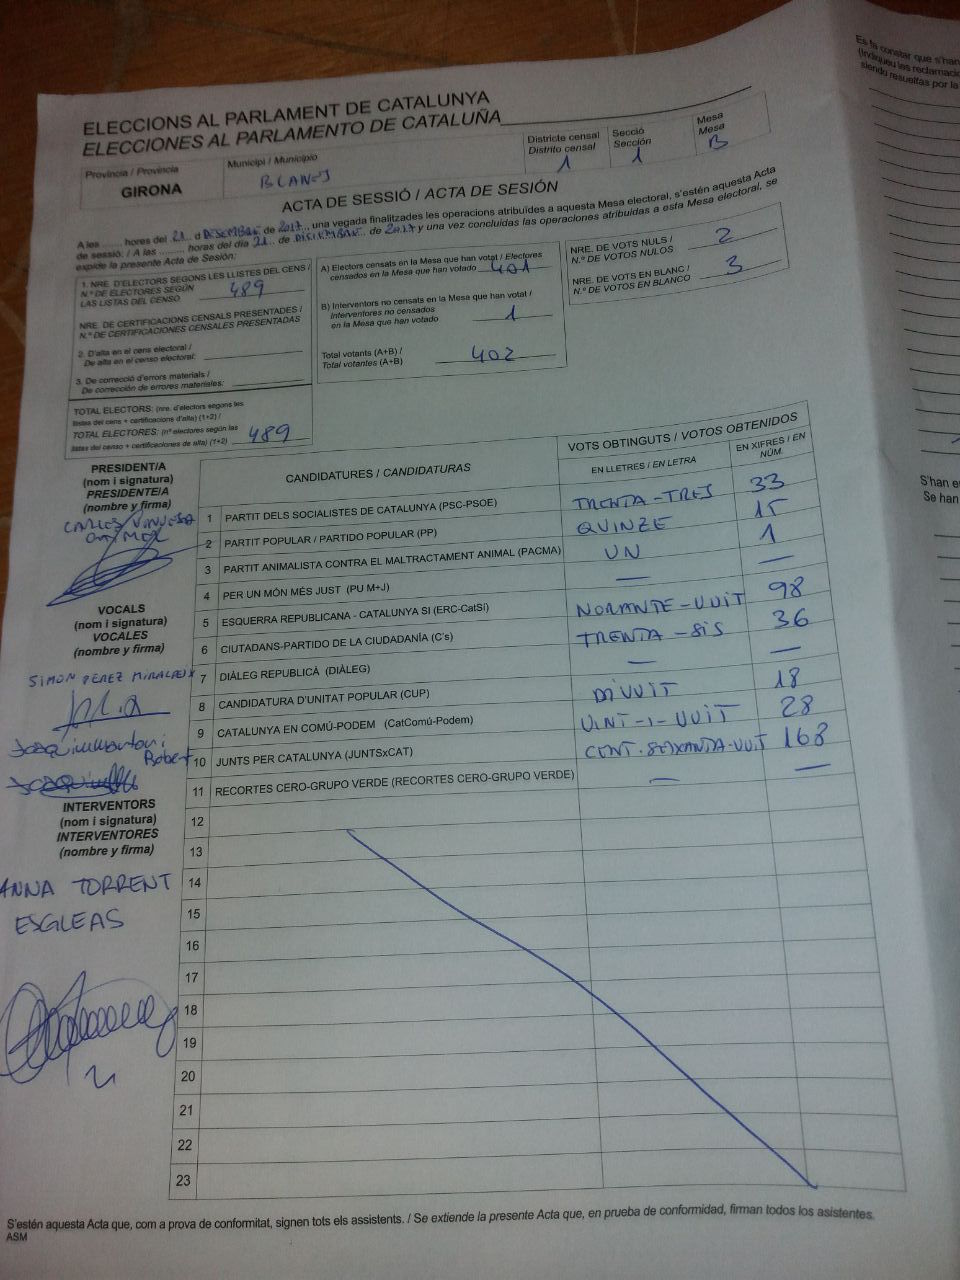 ELECCIONS AL PARLAMENT DE CATALUNYA
ELECCIONES AL PARLAMENTO DE CATALUÑA
Província / Provincia
GIRONA
Municipi / Municipio
BLANES
Districte censal
Distrito censal
1
Secció
Sección
1
Mesa
Mesa
B
ACTA DE SESSIÓ / ACTA DE SESIÓN
A les ........ hores del 21.. d DESEMBRE de 2017.., una vegada finalitzades les operacions atribuïdes a aquesta Mesa electoral, s'estén aquesta Acta
de sessió. / A las ......... horas del día 21.. de DICIEMBRE.. de 2017 y una vez concluidas las operaciones atribuidas a esta Mesa electoral, se
expide la presente Acta de Sesión:
1. NRE. D'ELECTORS SEGONS LES LLISTES DEL CENS /
N.º DE ELECTORES SEGÚN
LAS LISTAS DEL CENSO
489
NRE. DE CERTIFICACIONS CENSALS PRESENTADES /
N.º DE CERTIFICACIONES CENSALES PRESENTADAS
2. D'alta en el cens electoral /
De alta en el censo electoral:
3. De correcció d'errors materials /
De corrección de errores materiales:
TOTAL ELECTORS: (nre. d'electors segons les
llistes del cens + certificacions d'alta) (1+2) /
TOTAL ELECTORES: (nº electores según las
listas del censo + certificaciones de alta) (1+2)
489
A) Electors censats en la Mesa que han votat / Electores
censados en la Mesa que han votado
401
B) Interventors no censats en la Mesa que han votat /
Interventores no censados
en la Mesa que han votado
1
Total votants (A+B) /
Total votantes (A+B)
402
NRE. DE VOTS NULS /
N.º DE VOTOS NULOS
2
NRE. DE VOTS EN BLANC /
N.º DE VOTOS EN BLANCO
3
PRESIDENT/A
(nom i signatura)
PRESIDENTE/A
(nombre y firma)
CARLES
VOCALS
(nom i signatura)
VOCALES
(nombre y firma)
SIMON PEREZ
Robert
INTERVENTORS
(nom i signatura)
INTERVENTORES
(nombre y firma)
ANNA TORRENT
ESGLEAS
CANDIDATURES / CANDIDATURAS
VOTS OBTINGUTS / VOTOS OBTENIDOS
EN LLETRES / EN LETRA
EN XIFRES / EN NÚM.
1 PARTIT DELS SOCIALISTES DE CATALUNYA (PSC-PSOE) TRENTA-TRES 33
2 PARTIT POPULAR / PARTIDO POPULAR (PP) QUINZE 15
3 PARTIT ANIMALISTA CONTRA EL MALTRACTAMENT ANIMAL (PACMA) UN 1
4 PER UN MÓN MÉS JUST (PU M+J) — —
5 ESQUERRA REPUBLICANA - CATALUNYA SI (ERC-CatSí) NORANTE-VUIT 98
6 CIUTADANS-PARTIDO DE LA CIUDADANÍA (C's) TRENTA-SIS 36
7 DIÀLEG REPUBLICÀ (DIÀLEG) — —
8 CANDIDATURA D'UNITAT POPULAR (CUP) DIVUIT 18
9 CATALUNYA EN COMÚ-PODEM (CatComú-Podem) VINT-I-VUIT 28
10 JUNTS PER CATALUNYA (JUNTSxCAT) CENT-SEIXANTA-VUIT 168
11 RECORTES CERO-GRUPO VERDE (RECORTES CERO-GRUPO VERDE) — —
12
13
14
15
16
17
18
19
20
21
22
23
S'estén aquesta Acta que, com a prova de conformitat, signen tots els assistents. / Se extiende la presente Acta que, en prueba de conformidad, firman todos los asistentes.
ASM
Es fa constar que s'han
(Indiqueu les reclamacio
siendo resueltas por la
S'han e
Se han